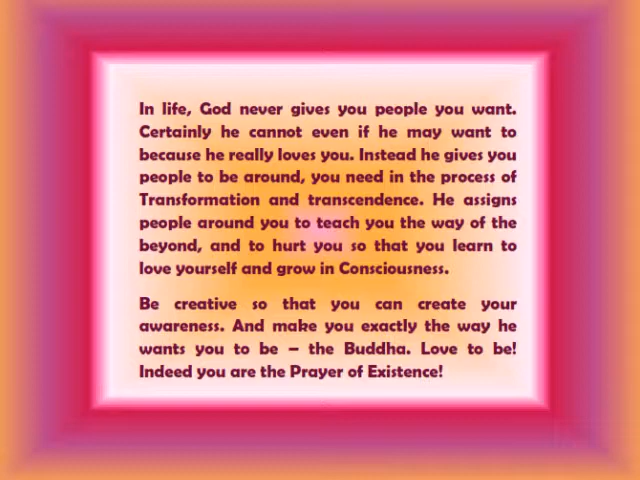 In life, God never gives you people you want.
Certainly he cannot even if he may want to
because he really loves you. Instead he gives you
people to be around, you need in the process of
Transformation and transcendence. He assigns
people around you to teach you the way of the
beyond, and to hurt you so that you learn to
love yourself and grow in Consciousness.
Be creative so that you can create your
awareness. And make you exactly the way he
wants you to be – the Buddha. Love to be!
Indeed you are the Prayer of Existence!